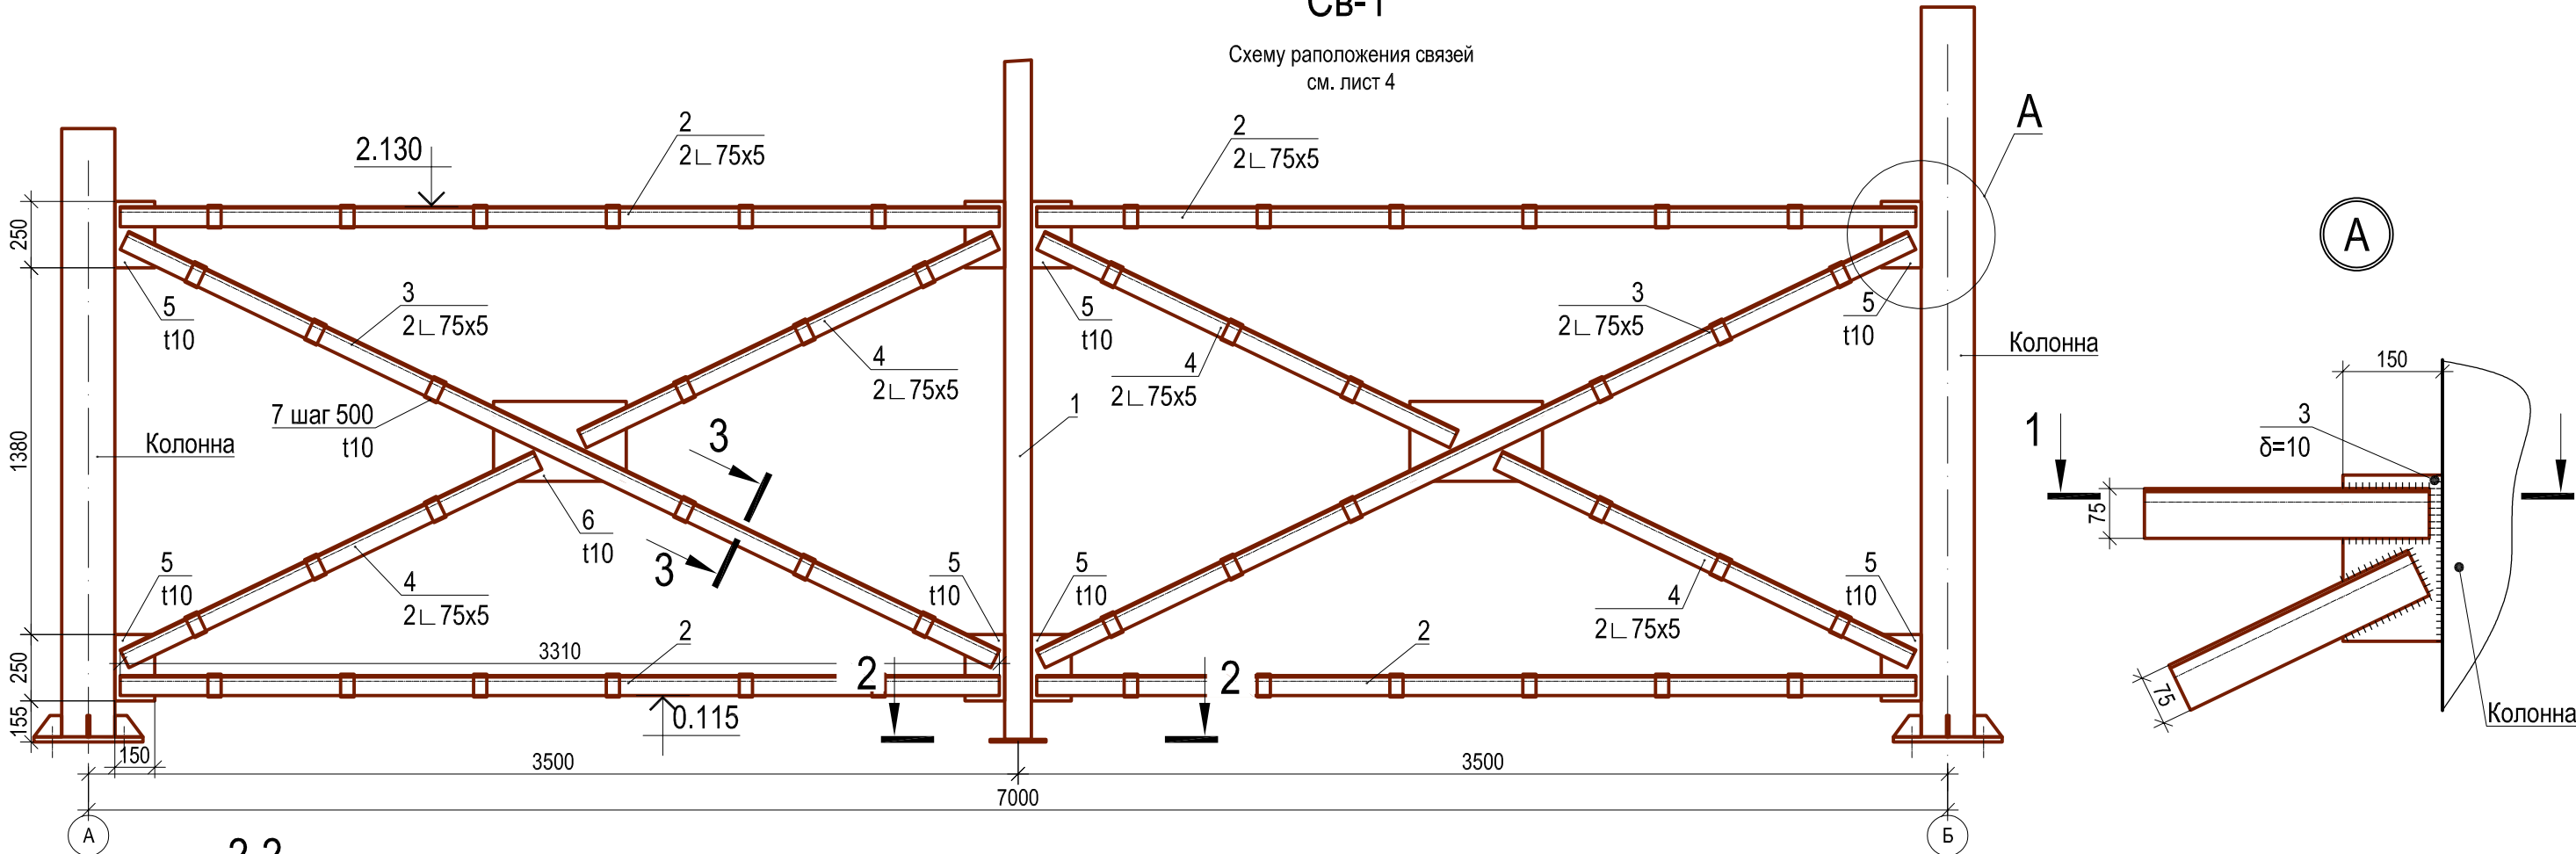 Св-1
Схему раположения связей
см. лист 4
2
2∟75х5
2.130
2
2∟75х5
А
А
250
5
t10
3
2∟75х5
4
2∟75х5
5
t10
4
2∟75х5
3
2∟75х5
5
t10
Колонна
150
3
δ=10
1
75
75
Колонна
1380
7 шаг 500
t10
Колонна
3
3
1
6
t10
5
t10
4
2∟75х5
5
t10
5
t10
4
2∟75х5
5
t10
250
3310
2
2
2
2
155
0.115
150
3500
3500
7000
А
Б
2-2